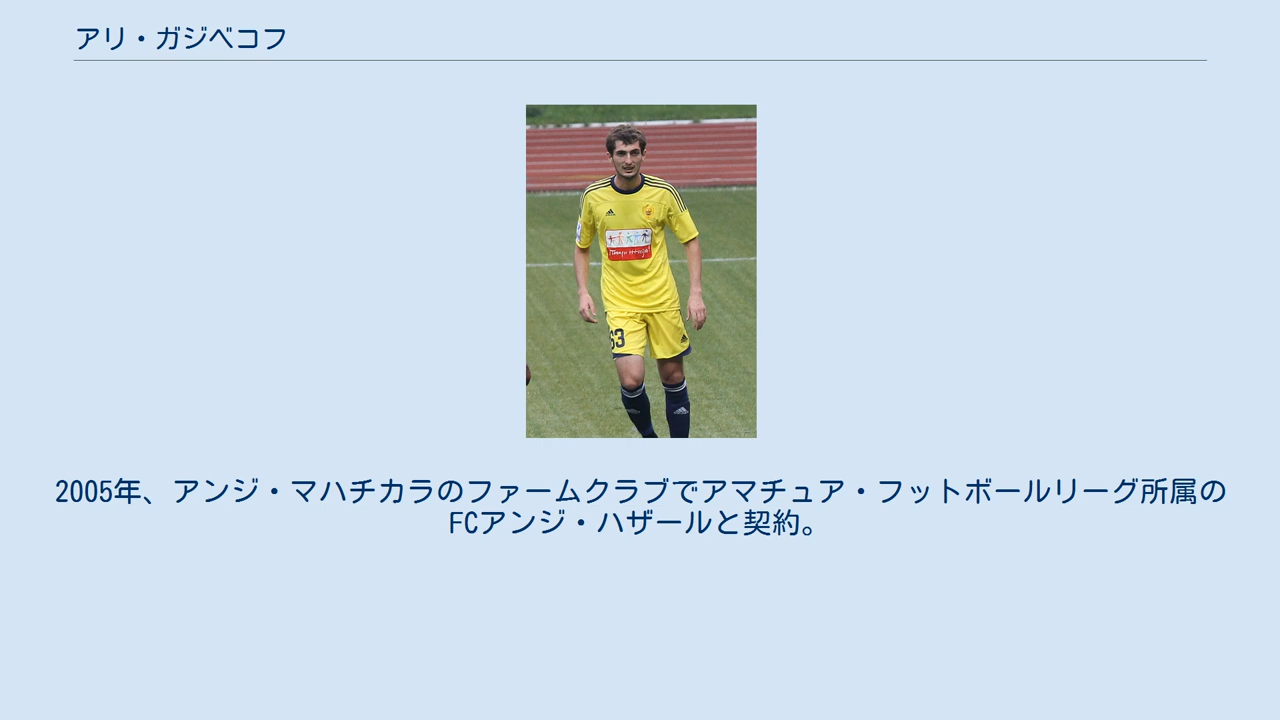 アリ・ガジベコフ
63
2005年、アンジ・マハチカラのファームクラブでアマチュア・フットボールリーグ所属の
FCアンジ・ハザールと契約。